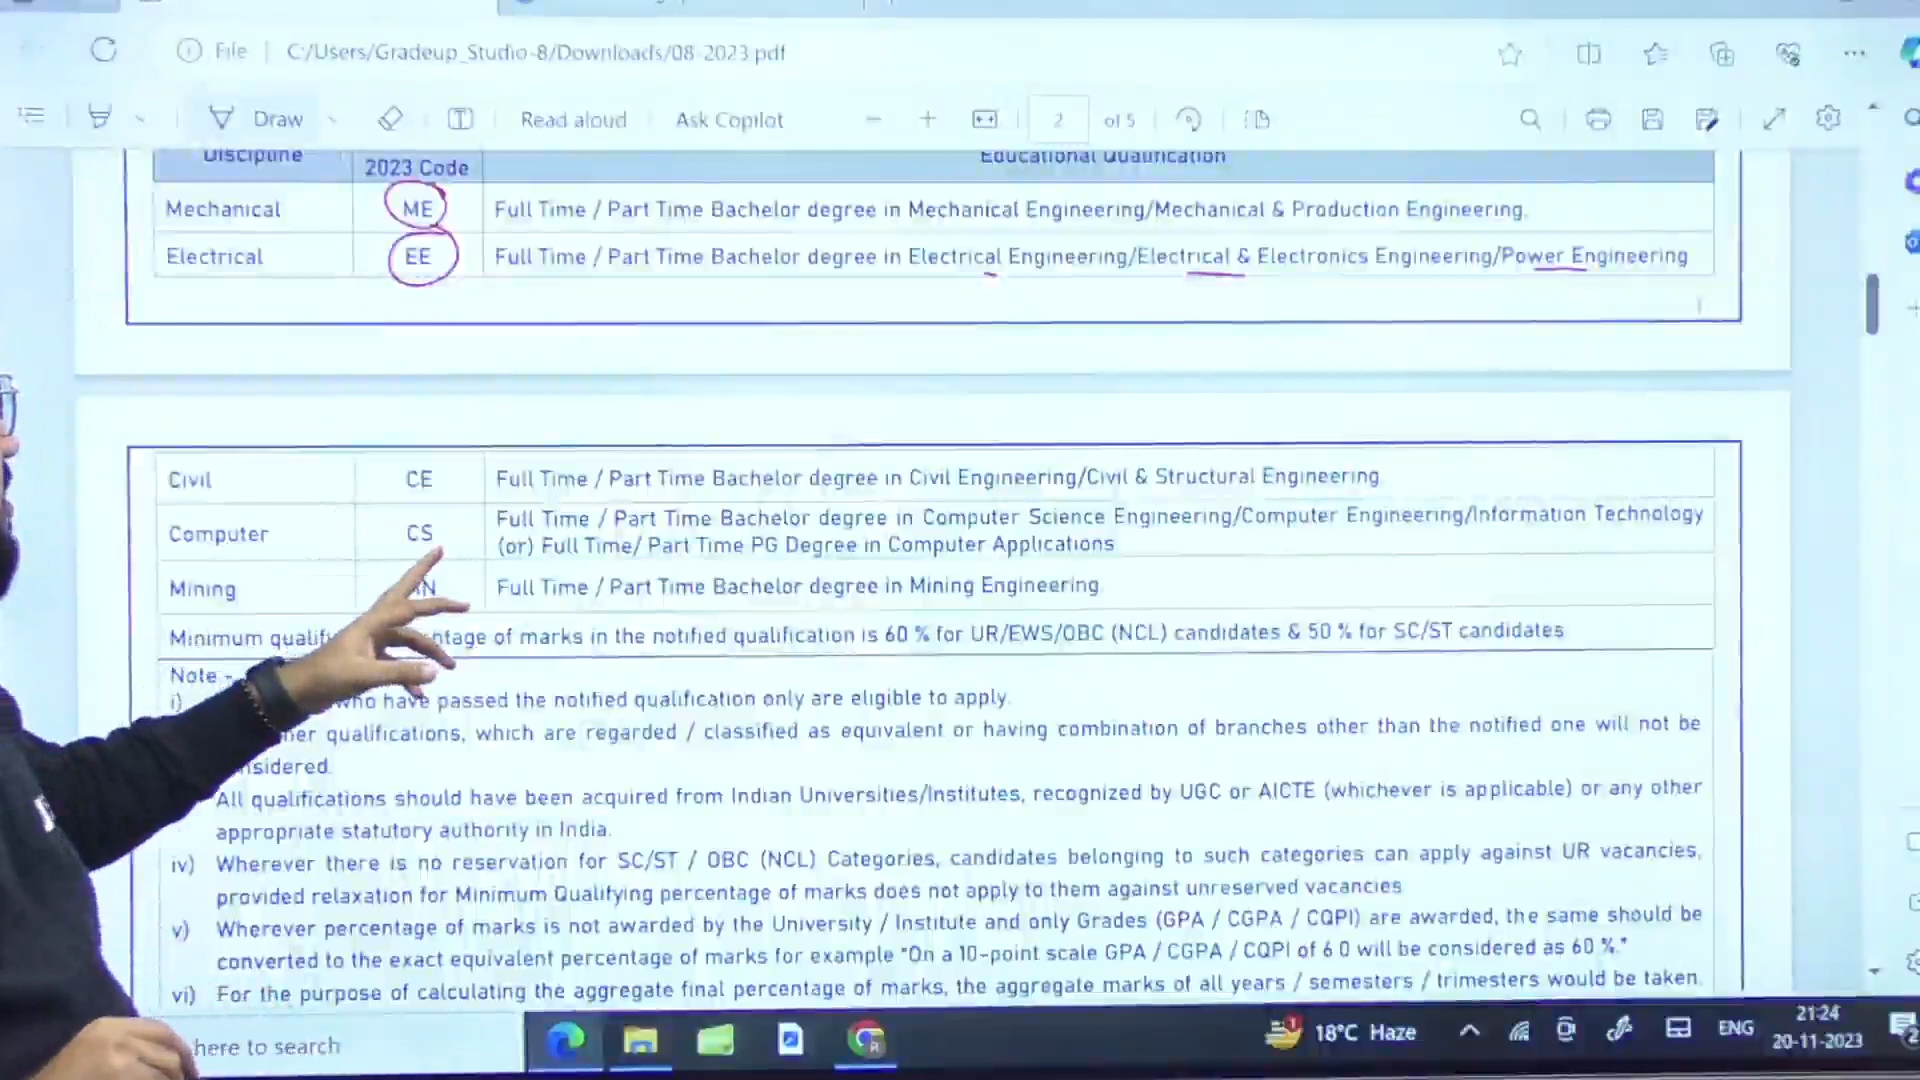 File | C:/Users/Gradeup_Studio-8/Downloads/08-2023.pdf
Draw Read aloud Ask Copilot 2 of 5
Discipline 2023 Code Educational Qualification
Mechanical ME Full Time / Part Time Bachelor degree in Mechanical Engineering/Mechanical & Production Engineering.
Electrical EE Full Time / Part Time Bachelor degree in Electrical Engineering/Electrical & Electronics Engineering/Power Engineering
Civil CE Full Time / Part Time Bachelor degree in Civil Engineering/Civil & Structural Engineering
Computer CS Full Time / Part Time Bachelor degree in Computer Science Engineering/Computer Engineering/Information Technology
(or) Full Time/ Part Time PG Degree in Computer Applications
Mining Full Time / Part Time Bachelor degree in Mining Engineering
Minimum of marks in the notified qualification is 60 % for UR/EWS/OBC (NCL) candidates & 50 % for SC/ST candidates
Note -
i) who have passed the notified qualification only are eligible to apply.
qualifications, which are regarded / classified as equivalent or having combination of branches other than the notified one will not be
All qualifications should have been acquired from Indian Universities/Institutes, recognized by UGC or AICTE (whichever is applicable) or any other
appropriate statutory authority in India.
iv) Wherever there is no reservation for SC/ST / OBC (NCL) Categories, candidates belonging to such categories can apply against UR vacancies,
provided relaxation for Minimum Qualifying percentage of marks does not apply to them against unreserved vacancies
v) Wherever percentage of marks is not awarded by the University / Institute and only Grades (GPA / CGPA / CQPI) are awarded, the same should be
converted to the exact equivalent percentage of marks for example "On a 10-point scale GPA / CGPA / CQPI of 6 0 will be considered as 60 %."
vi) For the purpose of calculating the aggregate final percentage of marks, the aggregate marks of all years / semesters / trimesters would be taken.
here to search
18°C Haze ENG 21:24
20-11-2023